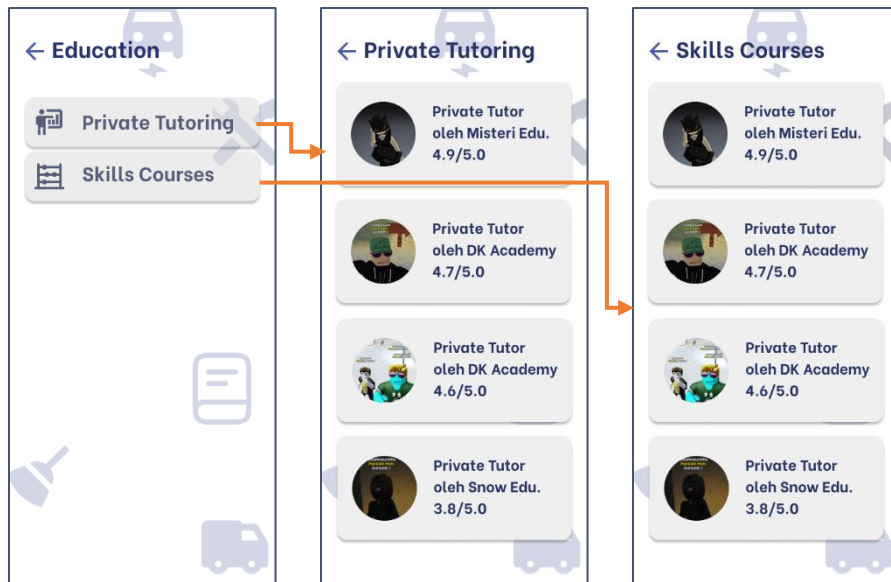 Education
Private Tutoring
Skills Courses
Private Tutoring
Private Tutor
oleh Misteri Edu.
4.9/5.0
Private Tutor
oleh DK Academy
4.7/5.0
Private Tutor
oleh DK Academy
4.6/5.0
Private Tutor
oleh Snow Edu.
3.8/5.0
Skills Courses
Private Tutor
oleh Misteri Edu.
4.9/5.0
Private Tutor
oleh DK Academy
4.7/5.0
Private Tutor
oleh DK Academy
4.6/5.0
Private Tutor
oleh Snow Edu.
3.8/5.0